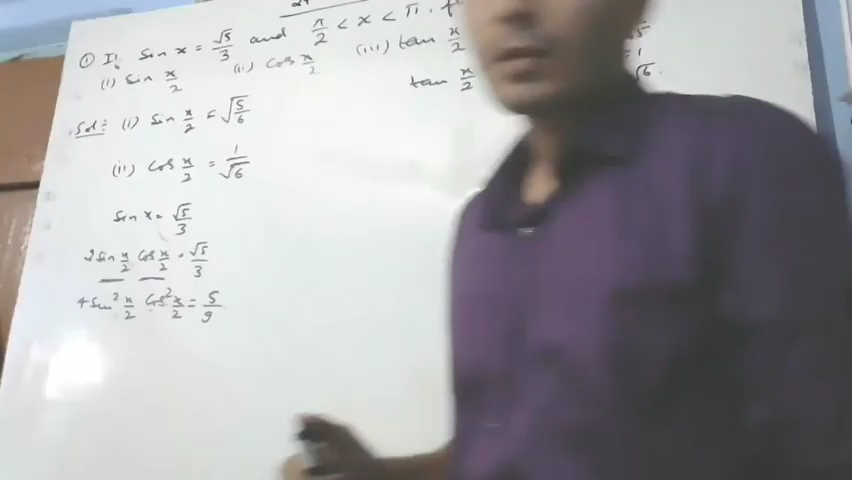 ① If sin x = √5/3 and π/2 < x < π.
(i) Sin x/2 (ii) Cos x/2 (iii) tan x/2
tan x/2
Sol: (i) Sin x/2 = √5/6
(ii) Cos x/2 = 1/√6
Sin x = √5/3
2 Sin x/2 Cos x/2 = √5/3
4 Sin² x/2 Cos² x/2 = 5/9